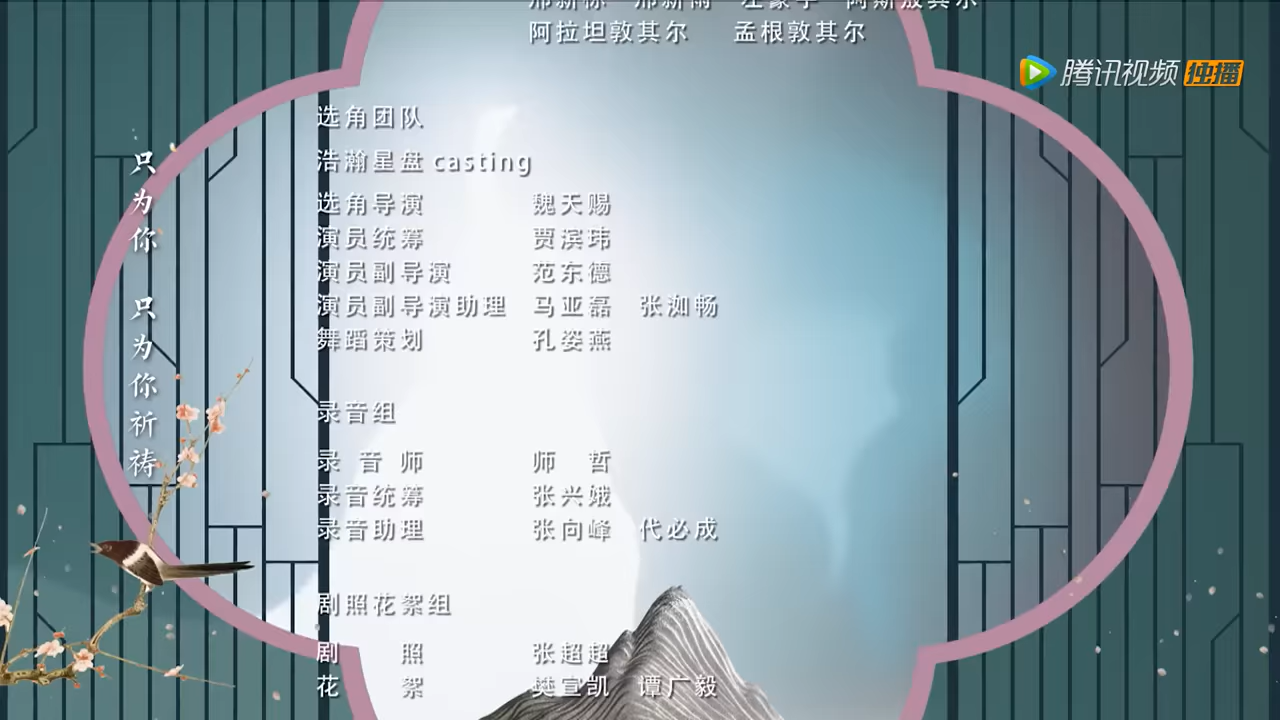 阿拉坦敦其尔 孟根敦其尔
腾讯视频 独播
选角团队
浩瀚星盘 casting
选角导演 魏天赐
演员统筹 贾滨玮
演员副导演 范东德
演员副导演助理 马亚磊 张洳畅
舞蹈策划 孔姿燕
录音组
录音师 师哲
录音统筹 张兴娥
录音助理 张向峰 代必成
剧照花絮组
剧照 张超超
花絮 樊宣凯 谭广毅
只为你 只为你祈祷